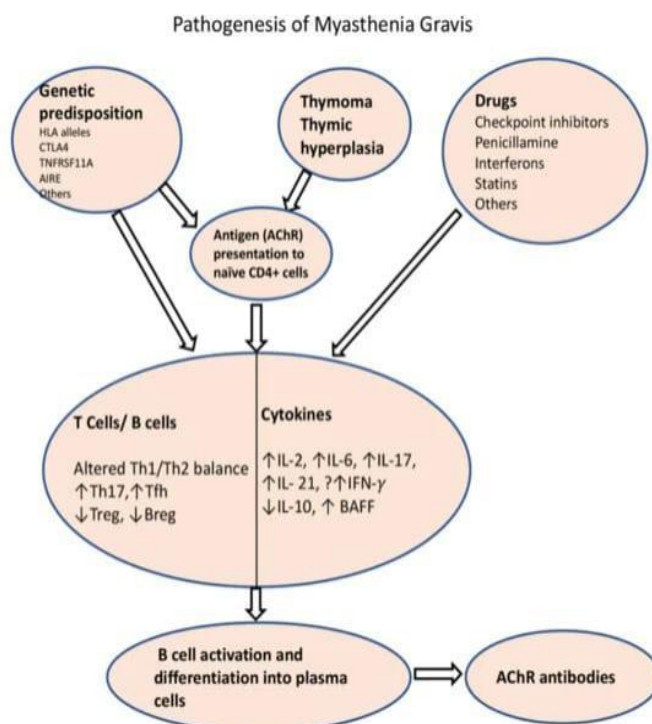 Pathogenesis of Myasthenia Gravis
Genetic
predisposition
HLA alleles
CTLA4
TNFRSF11A
AIRE
Others
Thymoma
Thymic
hyperplasia
Drugs
Checkpoint inhibitors
Penicillamine
Interferons
Statins
Others
Antigen (AChR)
presentation to
naïve CD4+ cells
T Cells/ B cells
Altered Th1/Th2 balance
↑Th17,↑Tfh
↓Treg, ↓Breg
Cytokines
↑IL-2, ↑IL-6, ↑IL-17,
↑IL- 21, ?↑IFN-γ
↓IL-10, ↑ BAFF
B cell activation and
differentiation into plasma
cells
AChR antibodies